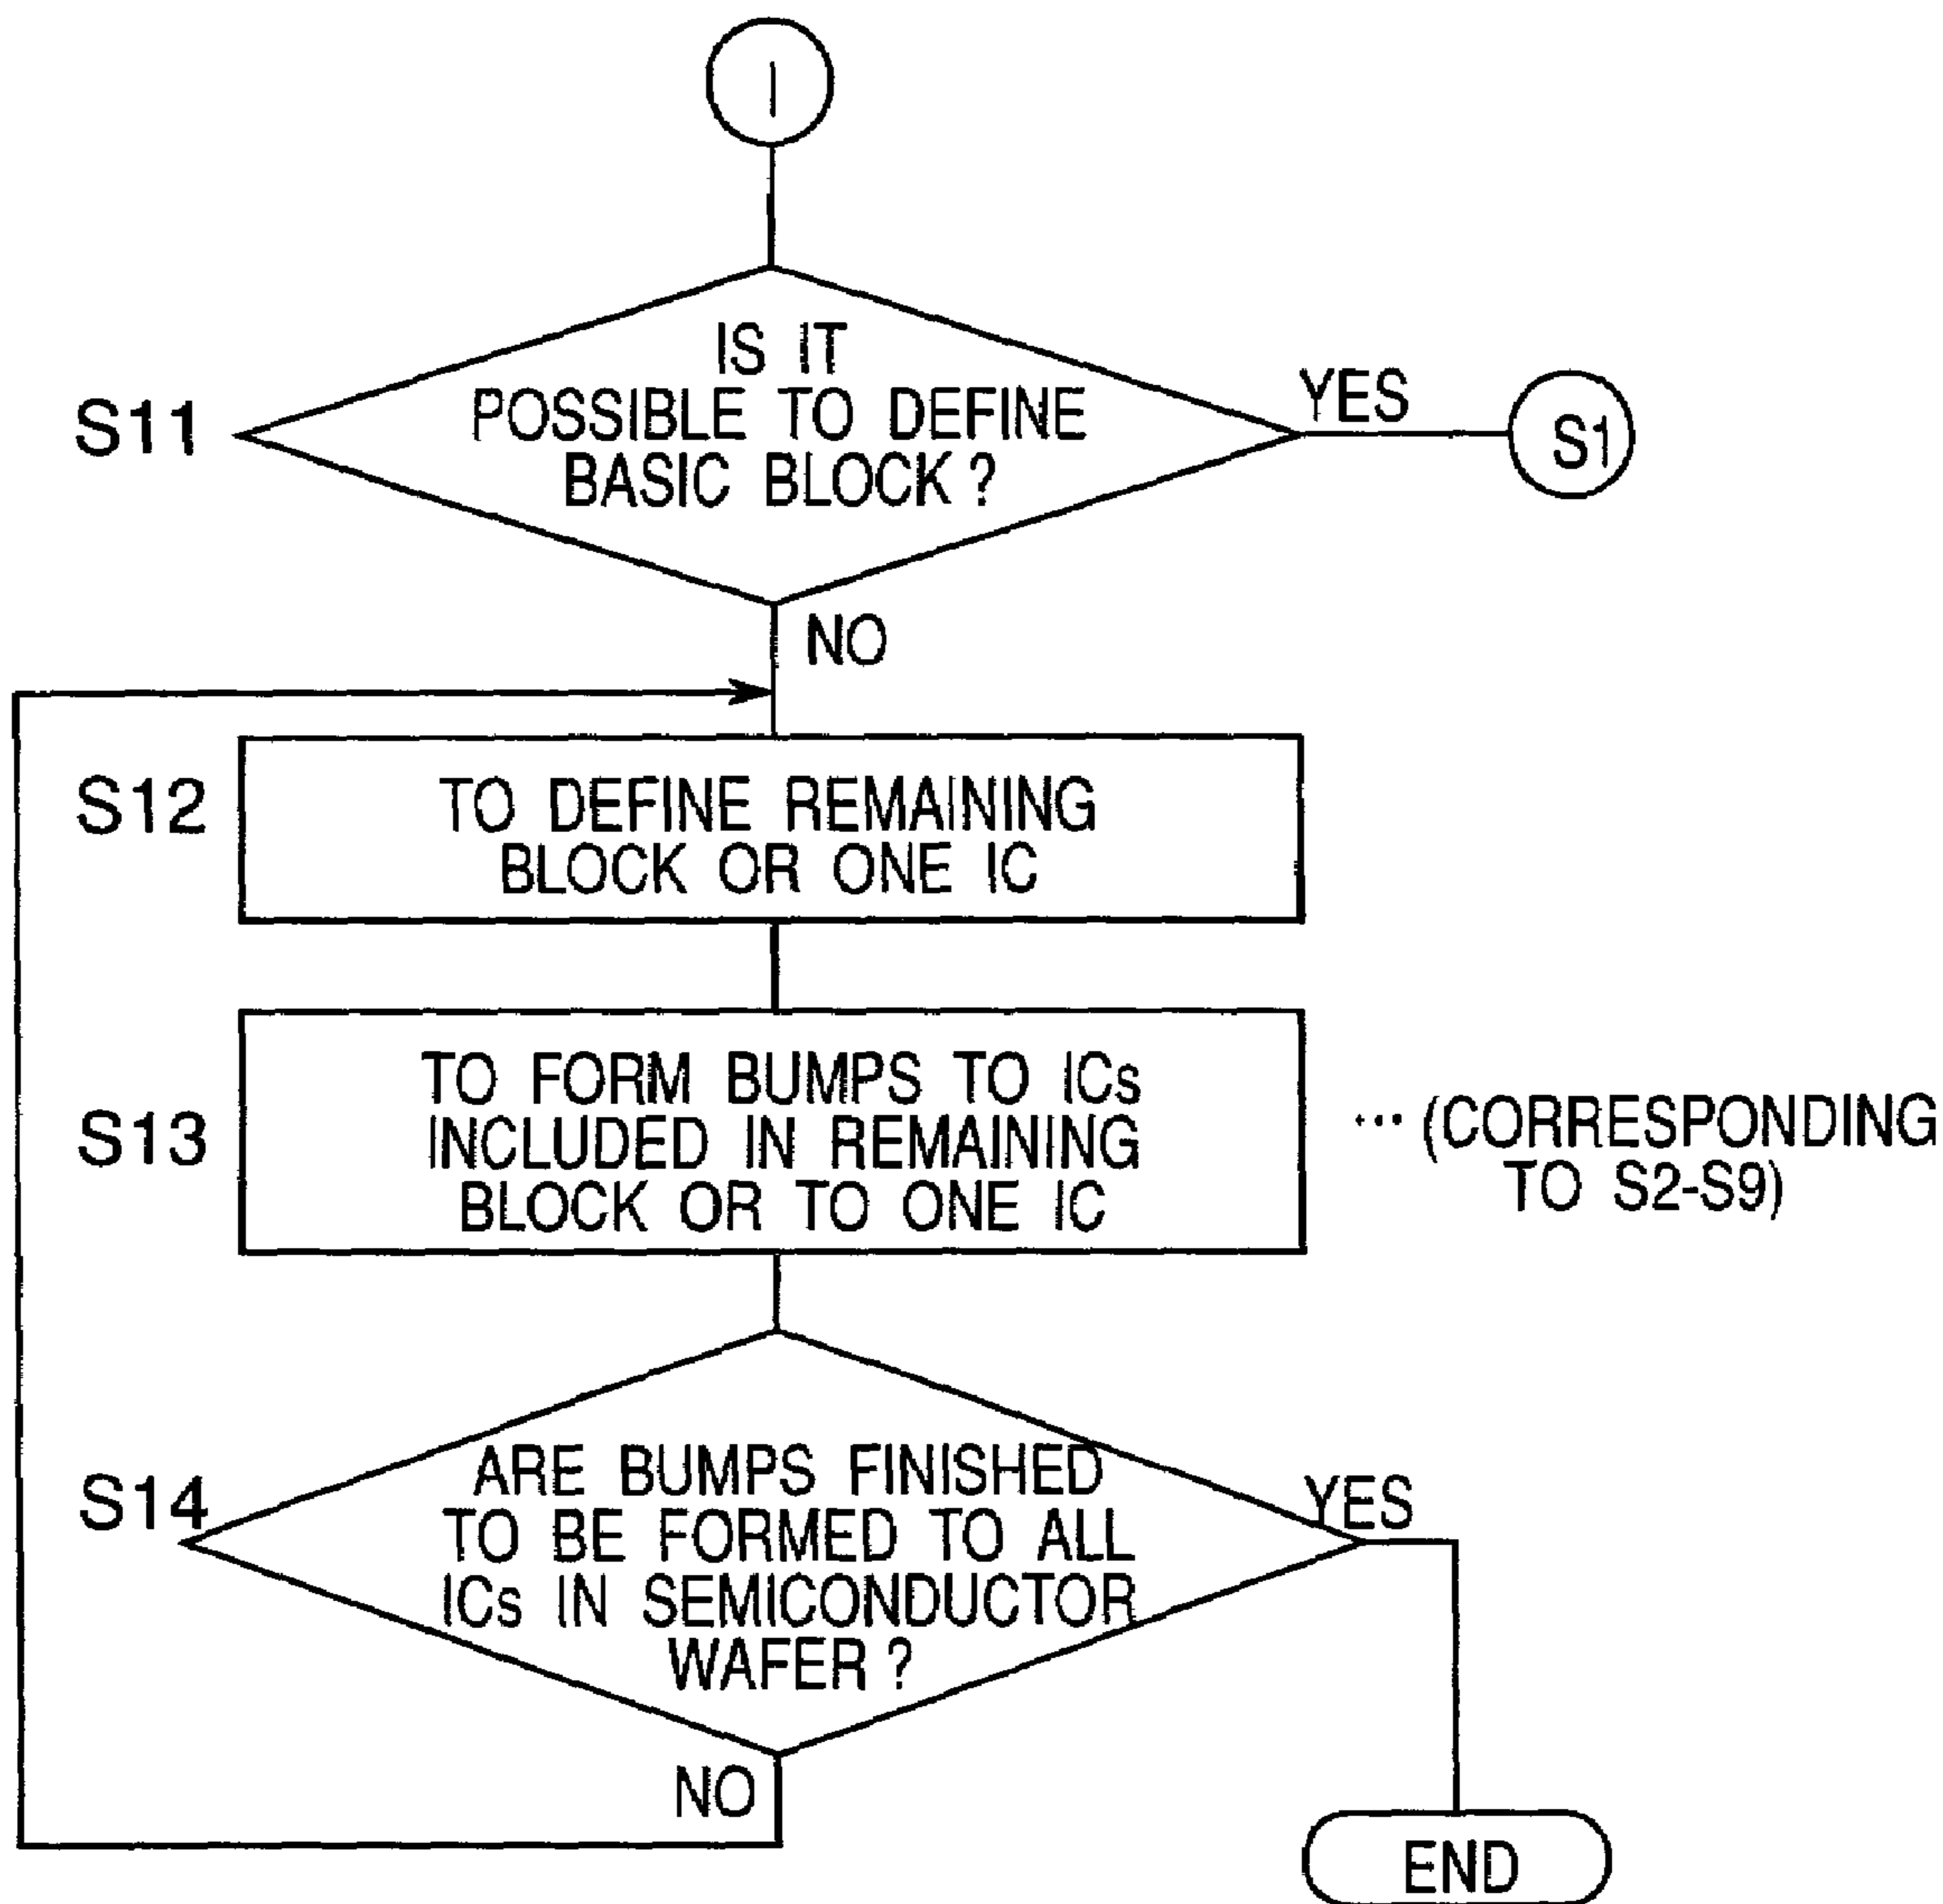 I
IS IT
POSSIBLE TO DEFINE
BASIC BLOCK ?
YES
S1
S11
NO
S12
TO DEFINE REMAINING
BLOCK OR ONE IC
S13
TO FORM BUMPS TO ICs
INCLUDED IN REMAINING
BLOCK OR TO ONE IC
··· (CORRESPONDING
TO S2-S9)
S14
ARE BUMPS FINISHED
TO BE FORMED TO ALL
ICs IN SEMICONDUCTOR
WAFER ?
YES
NO
END